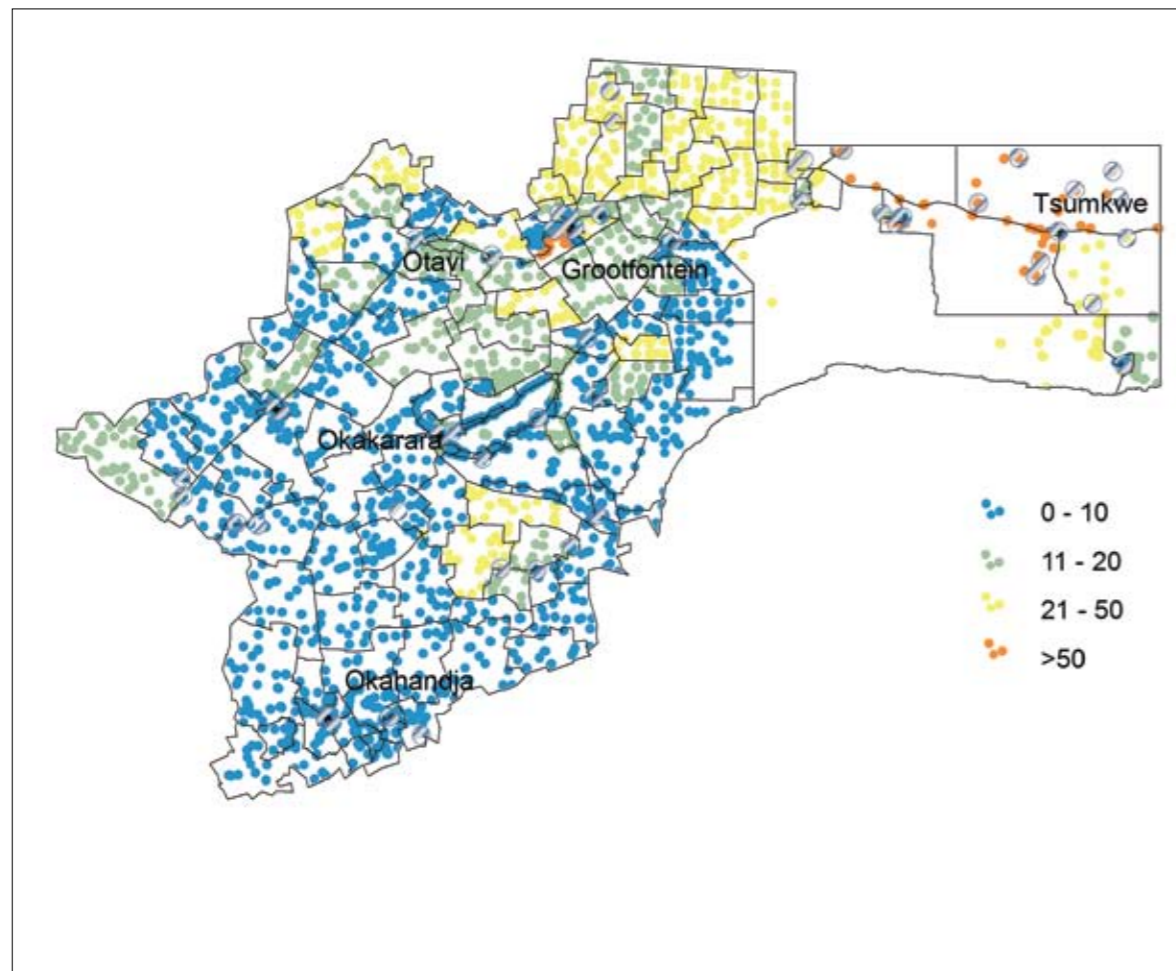 Tsumkwe
Otavi
Grootfontein
Okakarara
Okahandja
0 - 10
11 - 20
21 - 50
>50